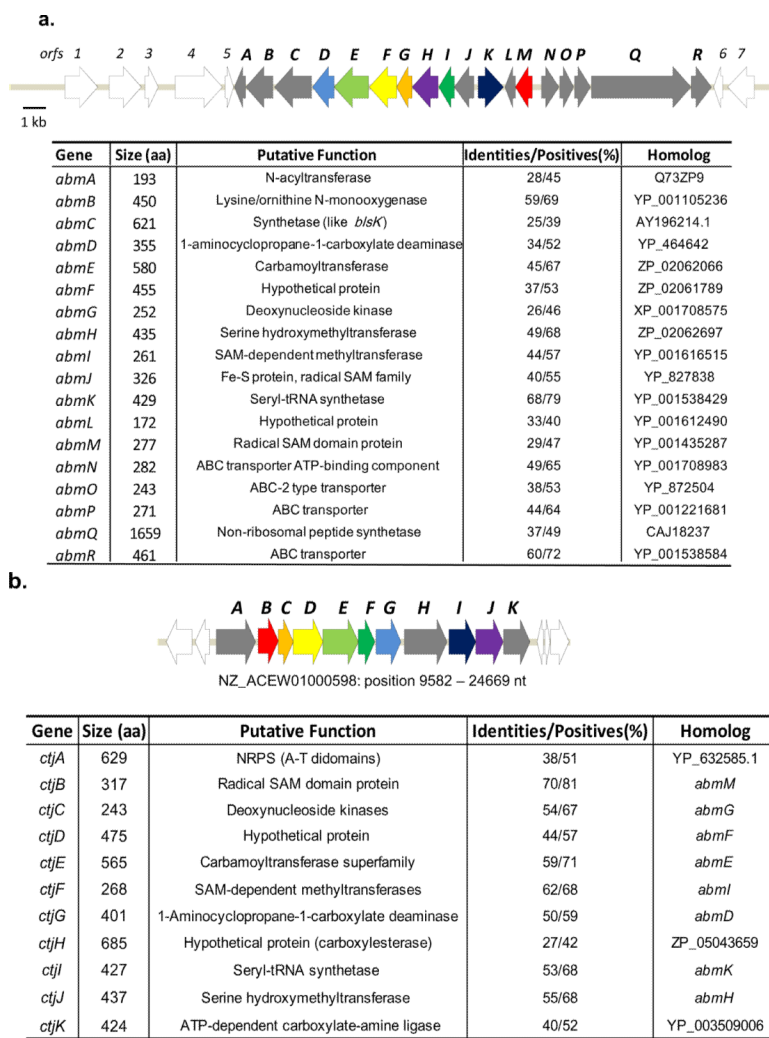 a.
orfs 1 2 3 4 5 A B C D E F G H I J K L M N O P Q R 6 7
1 kb
Gene Size (aa) Putative Function Identities/Positives(%) Homolog
abmA 193 N-acyltransferase 28/45 Q73ZP9
abmB 450 Lysine/ornithine N-monooxygenase 59/69 YP_001105236
abmC 621 Synthetase (like blsK) 25/39 AY196214.1
abmD 355 1-aminocyclopropane-1-carboxylate deaminase 34/52 YP_464642
abmE 580 Carbamoyltransferase 45/67 ZP_02062066
abmF 455 Hypothetical protein 37/53 ZP_02061789
abmG 252 Deoxynucleoside kinase 26/46 XP_001708575
abmH 435 Serine hydroxymethyltransferase 49/68 ZP_02062697
abmI 261 SAM-dependent methyltransferase 44/57 YP_001616515
abmJ 326 Fe-S protein, radical SAM family 40/55 YP_827838
abmK 429 Seryl-tRNA synthetase 68/79 YP_001538429
abmL 172 Hypothetical protein 33/40 YP_001612490
abmM 277 Radical SAM domain protein 29/47 YP_001435287
abmN 282 ABC transporter ATP-binding component 49/65 YP_001708983
abmO 243 ABC-2 type transporter 38/53 YP_872504
abmP 271 ABC transporter 44/64 YP_001221681
abmQ 1659 Non-ribosomal peptide synthetase 37/49 CAJ18237
abmR 461 ABC transporter 60/72 YP_001538584
b.
A B C D E F G H I J K
NZ_ACEW01000598: position 9582 – 24669 nt
Gene Size (aa) Putative Function Identities/Positives(%) Homolog
ctjA 629 NRPS (A-T didomains) 38/51 YP_632585.1
ctjB 317 Radical SAM domain protein 70/81 abmM
ctjC 243 Deoxynucleoside kinases 54/67 abmG
ctjD 475 Hypothetical protein 44/57 abmF
ctjE 565 Carbamoyltransferase superfamily 59/71 abmE
ctjF 268 SAM-dependent methyltransferases 62/68 abmI
ctjG 401 1-Aminocyclopropane-1-carboxylate deaminase 50/59 abmD
ctjH 685 Hypothetical protein (carboxylesterase) 27/42 ZP_05043659
ctjI 427 Seryl-tRNA synthetase 53/68 abmK
ctjJ 437 Serine hydroxymethyltransferase 55/68 abmH
ctjK 424 ATP-dependent carboxylate-amine ligase 40/52 YP_003509006